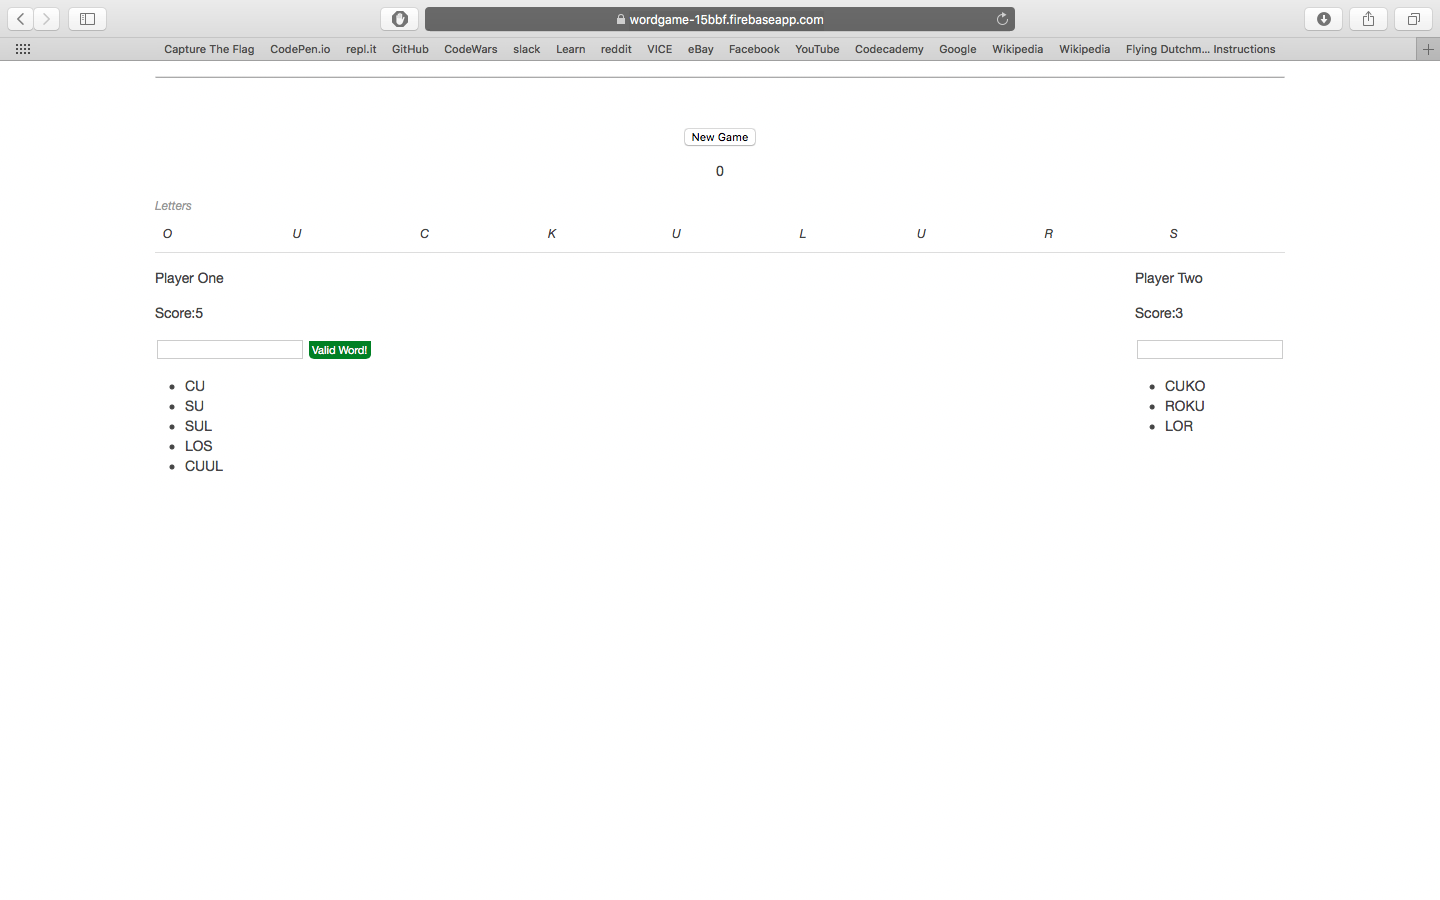 wordgame-15bbf.firebaseapp.com
Capture The Flag CodePen.io repl.it GitHub CodeWars slack Learn reddit VICE eBay Facebook YouTube Codecademy Google Wikipedia Wikipedia Flying Dutchm... Instructions
New Game
0
Letters
O U C K U L U R S
Player One Player Two
Score:5 Score:3
Valid Word!
CU CUKO
SU ROKU
SUL LOR
LOS
CUUL